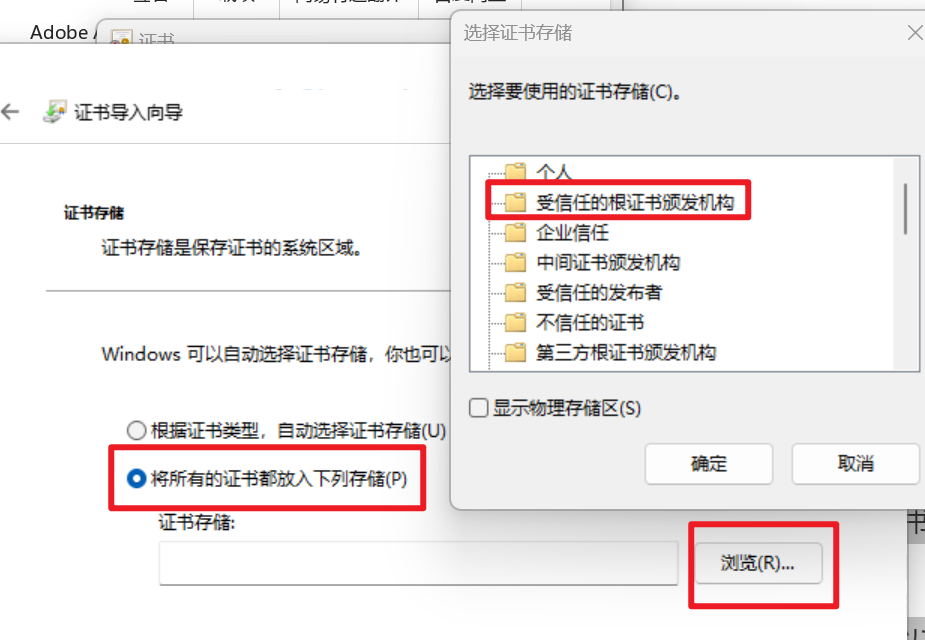 Adobe
证书
选择证书存储
选择要使用的证书存储(C)。
证书导入向导
个人
受信任的根证书颁发机构
企业信任
中间证书颁发机构
受信任的发布者
不信任的证书
第三方根证书颁发机构
证书存储
证书存储是保存证书的系统区域。
Windows 可以自动选择证书存储，你也可以
显示物理存储区(S)
根据证书类型，自动选择证书存储(U)
确定
取消
将所有的证书都放入下列存储(P)
证书存储:
浏览(R)...
书